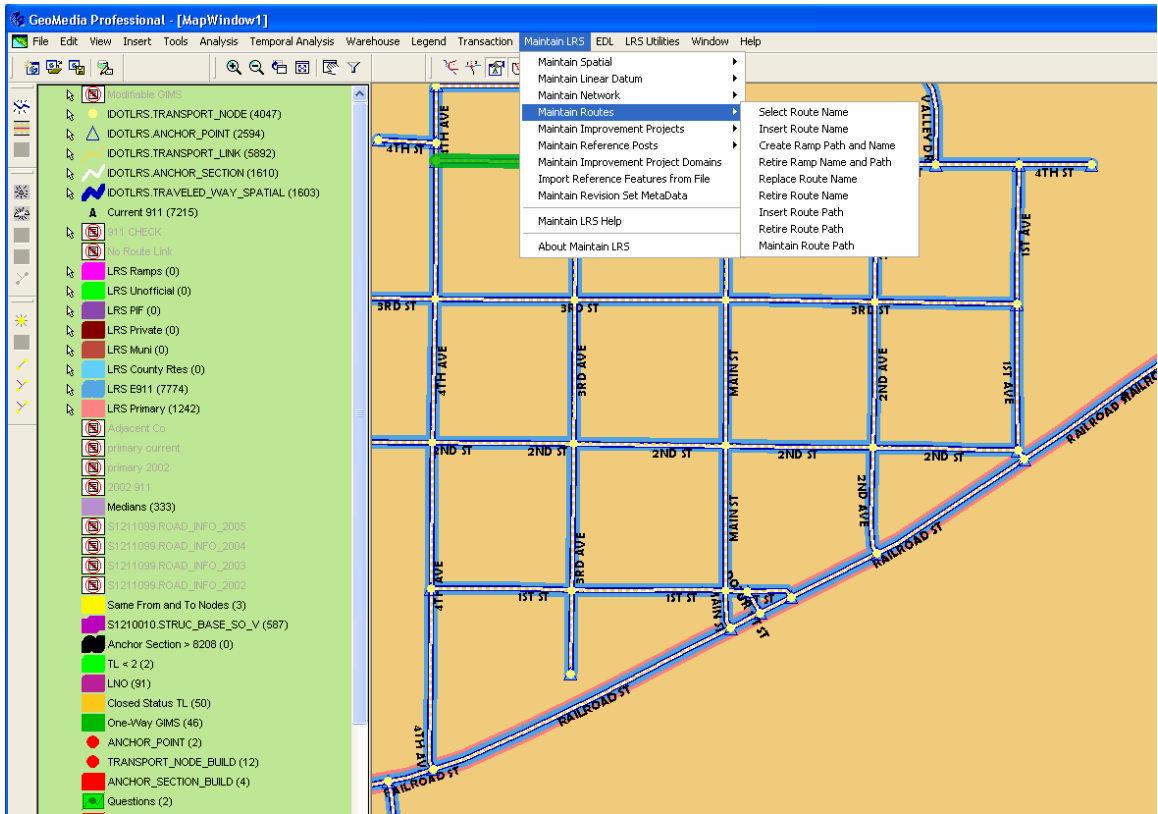 GeoMedia Professional - [MapWindow1]
File Edit View Insert Tools Analysis Temporal Analysis Warehouse Legend Transaction Maintain LRS EDL LRS Utilities Window Help
Maintain Spatial
Maintain Linear Datum
Maintain Network
Maintain Routes
Maintain Improvement Projects
Maintain Reference Posts
Maintain Improvement Project Domains
Import Reference Features from File
Maintain Revision Set MetaData
Maintain LRS Help
About Maintain LRS
Select Route Name
Insert Route Name
Create Ramp Path and Name
Retire Ramp Name and Path
Replace Route Name
Retire Route Name
Insert Route Path
Retire Route Path
Maintain Route Path
Modifiable GIMS
IDOTLRS.TRANSPORT_NODE (4047)
IDOTLRS.ANCHOR_POINT (2594)
IDOTLRS.TRANSPORT_LINK (5892)
IDOTLRS.ANCHOR_SECTION (1610)
IDOTLRS.TRAVELED_WAY_SPATIAL (1603)
A Current 911 (7215)
911 CHECK
No Route Link
LRS Ramps (0)
LRS Unofficial (0)
LRS PIF (0)
LRS Private (0)
LRS Muni (0)
LRS County Rtes (0)
LRS E911 (7774)
LRS Primary (1242)
Adjacent Co
primary current
primary 2002
2002 911
Medians (333)
S1211099.ROAD_INFO_2005
S1211099.ROAD_INFO_2004
S1211099.ROAD_INFO_2003
S1211099.ROAD_INFO_2002
Same From and To Nodes (3)
S1210010.STRUC_BASE_SO_V (587)
Anchor Section > 8208 (0)
TL < 2 (2)
LNO (91)
Closed Status TL (50)
One-Way GIMS (46)
ANCHOR_POINT (2)
TRANSPORT_NODE_BUILD (12)
ANCHOR_SECTION_BUILD (4)
Questions (2)
4TH AVE
VALLEY DR
4TH ST
4TH ST
1ST AVE
3RD ST
3RD ST
3RD ST
4TH AVE
3RD AVE
MAIN ST
2ND AVE
1ST AVE
RAILROAD
RAILRO
2ND ST
2ND ST
2ND ST
2ND ST
2ND ST
2ND AVE
MAIN ST
3RD AVE
4TH AVE
RAILROAD ST
1ST ST
1ST ST
ST
MAIN ST
ST
RAILROAD ST
4TH AV
RAILROAD ST